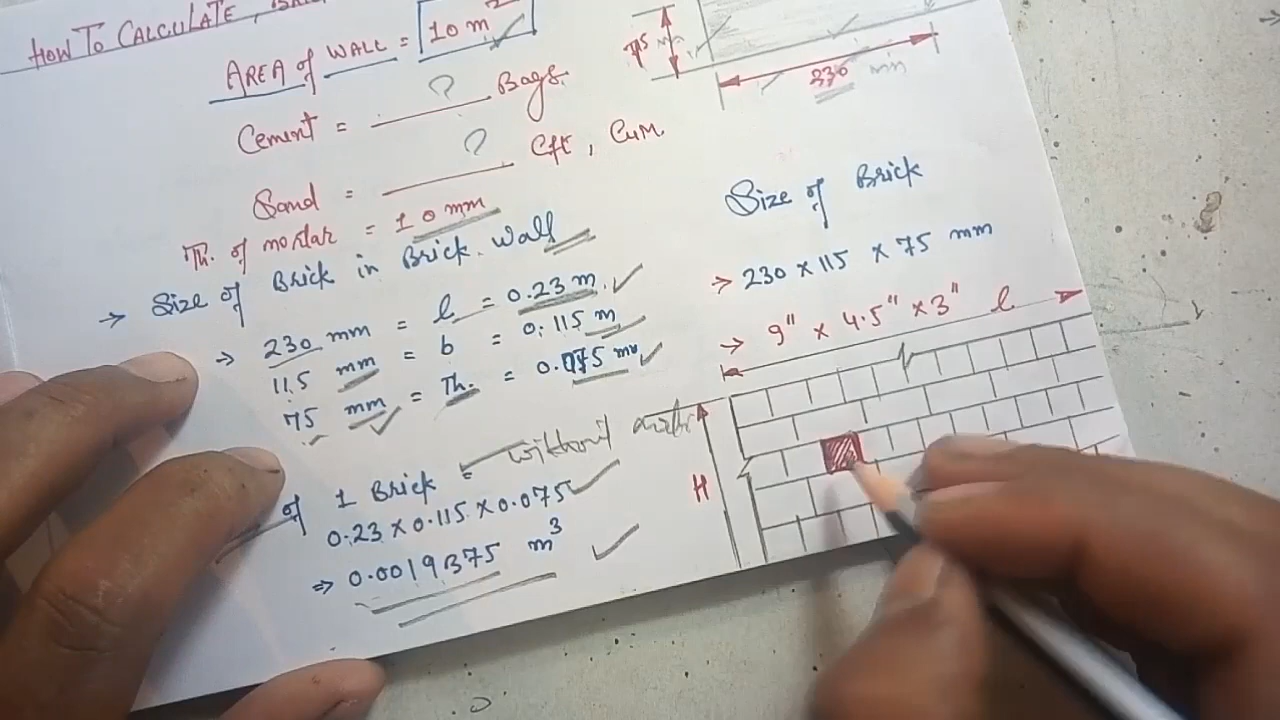 HOW TO CALCULATE,
AREA of WALL = 10 m²
Cement = ? Bags.
Sand = ? Cft, Cum.
Th. of mortar = 10 mm
→ Size of Brick in Brick wall
→ 230 mm = l = 0.23 m
115 mm = b = 0.115 m
75 mm = Th. = 0.075 m
of 1 Brick = without
0.23 x 0.115 x 0.075
⇒ 0.0019375 m³
75 mm
230 mm
Size of Brick
→ 230 x 115 x 75 mm
→ 9" x 4.5" x 3"
l
H